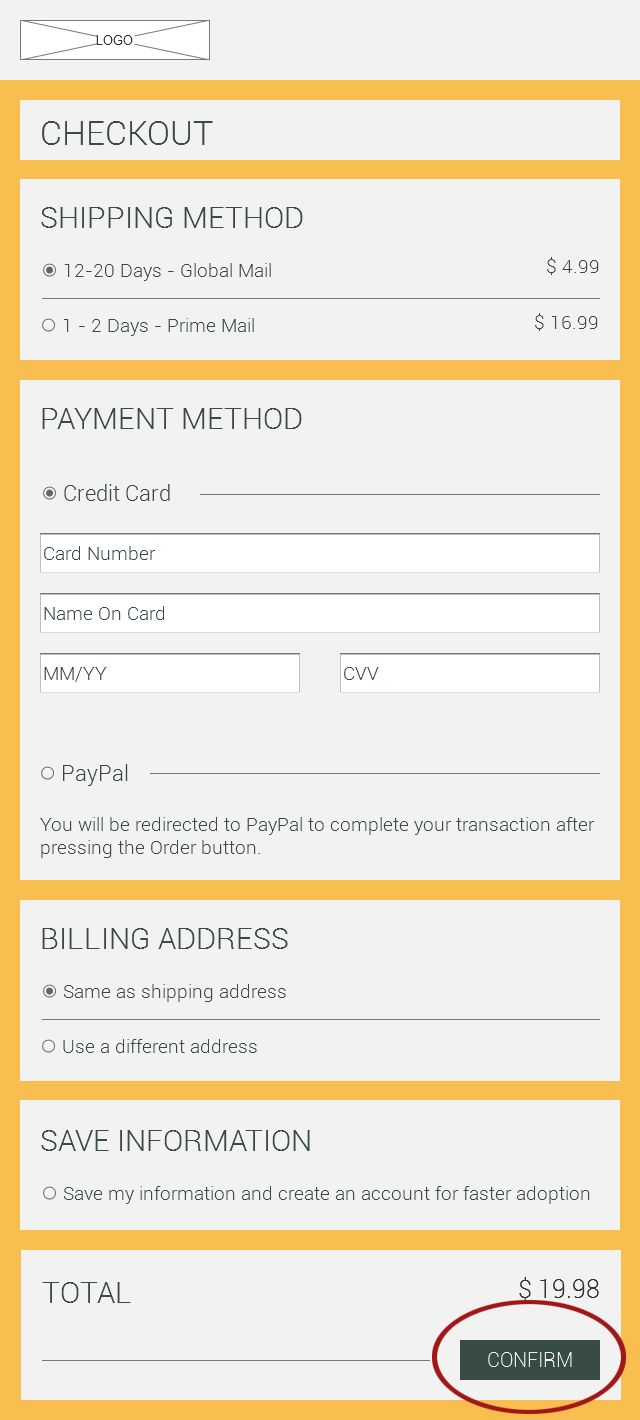 LOGO
CHECKOUT
SHIPPING METHOD
12-20 Days - Global Mail $ 4.99
1 - 2 Days - Prime Mail $ 16.99
PAYMENT METHOD
Credit Card
Card Number
Name On Card
MM/YY CVV
PayPal
You will be redirected to PayPal to complete your transaction after
pressing the Order button.
BILLING ADDRESS
Same as shipping address
Use a different address
SAVE INFORMATION
Save my information and create an account for faster adoption
TOTAL $ 19.98
CONFIRM